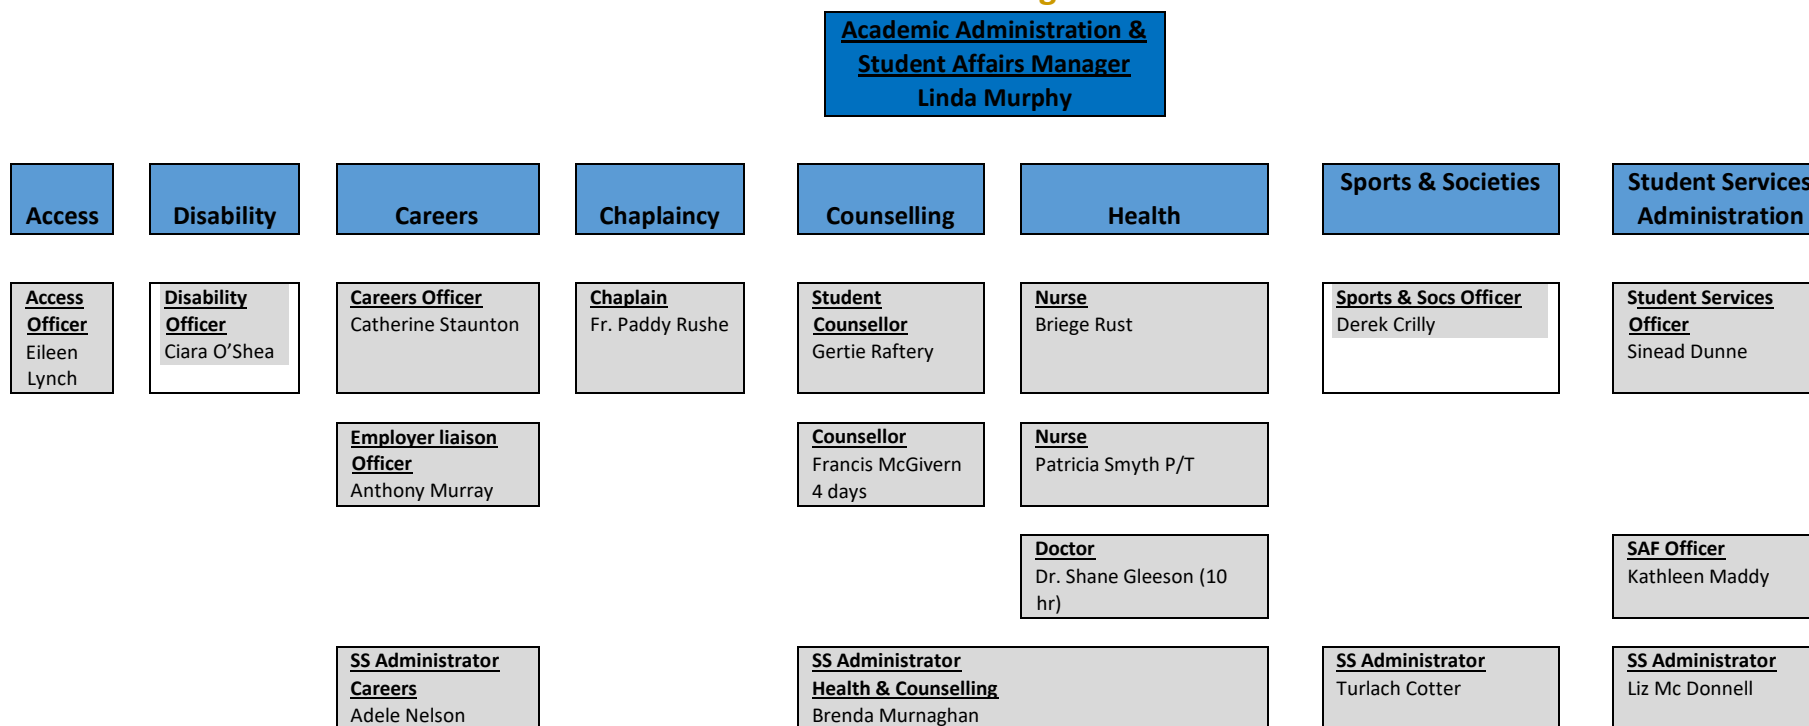 Academic Administration &
Student Affairs Manager
Linda Murphy
Access
Disability
Careers
Chaplaincy
Counselling
Health
Sports & Societies
Student Services
Administration
Access
Officer
Eileen
Lynch
Disability
Officer
Ciara O’Shea
Careers Officer
Catherine Staunton
Chaplain
Fr. Paddy Rushe
Student
Counsellor
Gertie Raftery
Nurse
Briege Rust
Sports & Socs Officer
Derek Crilly
Student Services
Officer
Sinead Dunne
Employer liaison
Officer
Anthony Murray
Counsellor
Francis McGivern
4 days
Nurse
Patricia Smyth P/T
Doctor
Dr. Shane Gleeson (10
hr)
SAF Officer
Kathleen Maddy
SS Administrator
Careers
Adele Nelson
SS Administrator
Health & Counselling
Brenda Murnaghan
SS Administrator
Turlach Cotter
SS Administrator
Liz Mc Donnell